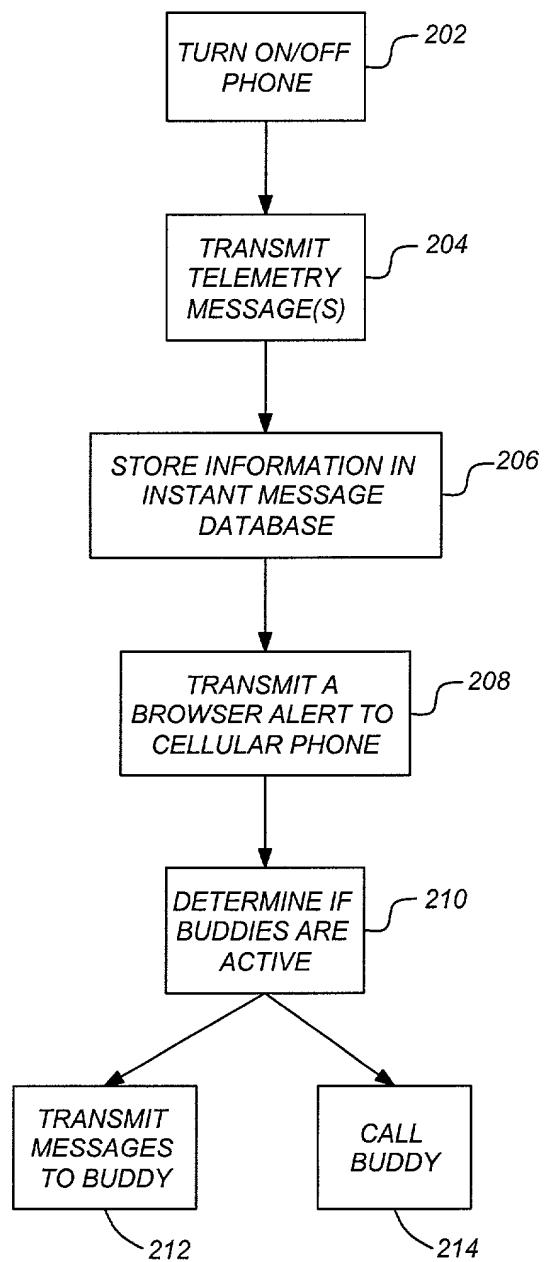 TURN ON/OFF
PHONE
202
TRANSMIT
TELEMETRY
MESSAGE(S)
204
STORE INFORMATION IN
INSTANT MESSAGE
DATABASE
206
TRANSMIT A
BROWSER ALERT TO
CELLULAR PHONE
208
DETERMINE IF
BUDDIES ARE
ACTIVE
210
TRANSMIT
MESSAGES
TO BUDDY
212
CALL
BUDDY
214